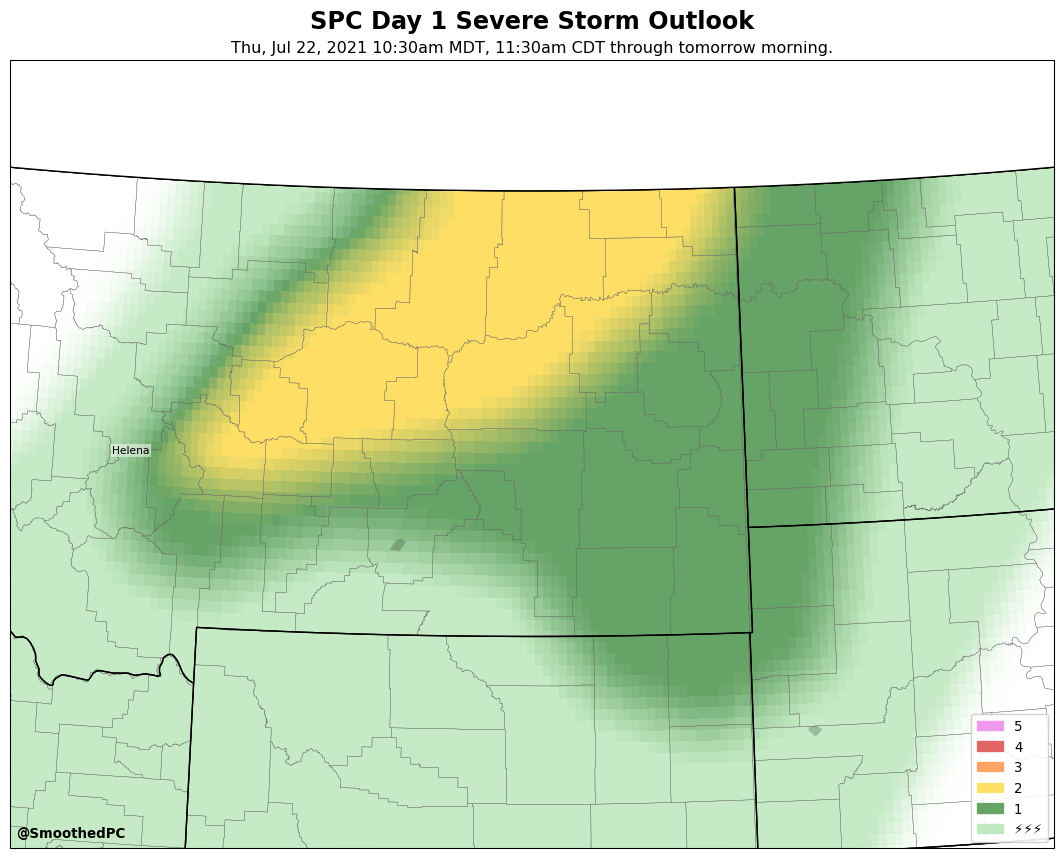 SPC Day 1 Severe Storm Outlook
Thu, Jul 22, 2021 10:30am MDT, 11:30am CDT through tomorrow morning.
Helena
5
4
3
2
1
⚡⚡⚡
@SmoothedPC